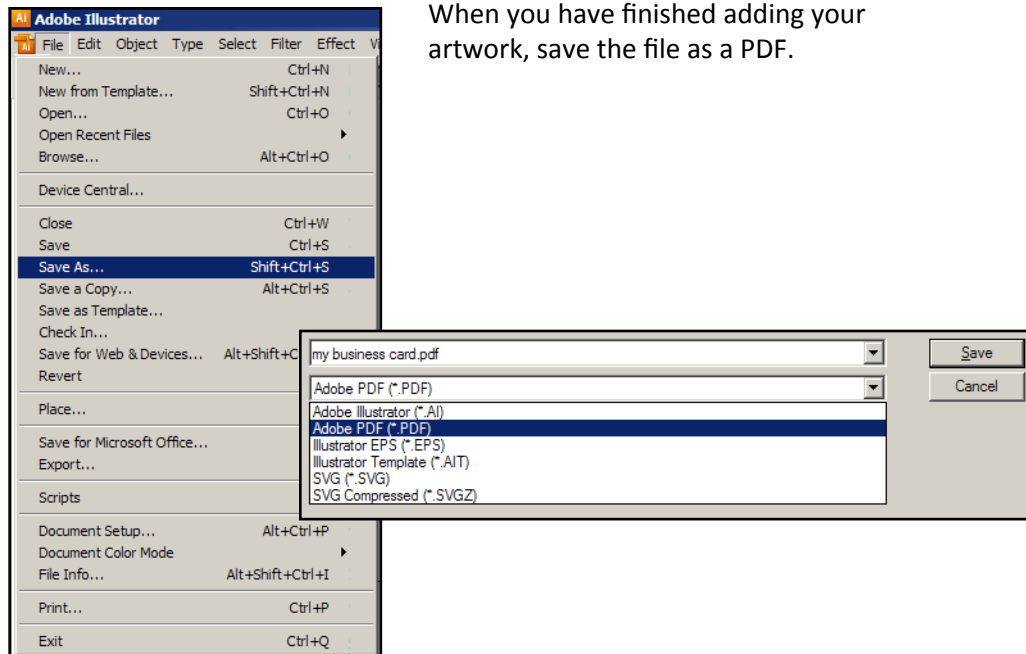 Adobe Illustrator
File Edit Object Type Select Filter Effect
New... Ctrl+N
New from Template... Shift+Ctrl+N
Open... Ctrl+O
Open Recent Files
Browse... Alt+Ctrl+O
Device Central...
Close Ctrl+W
Save Ctrl+S
Save As... Shift+Ctrl+S
Save a Copy... Alt+Ctrl+S
Save as Template...
Check In...
Save for Web & Devices... Alt+Shift+C
Revert
Place...
Save for Microsoft Office...
Export...
Scripts
Document Setup... Alt+Ctrl+P
Document Color Mode
File Info... Alt+Shift+Ctrl+I
Print... Ctrl+P
Exit Ctrl+Q
When you have finished adding your
artwork, save the file as a PDF.
my business card.pdf
Save
Adobe PDF (*.PDF)
Cancel
Adobe Illustrator (*.AI)
Adobe PDF (*.PDF)
Illustrator EPS (*.EPS)
Illustrator Template (*.AIT)
SVG (*.SVG)
SVG Compressed (*.SVGZ)